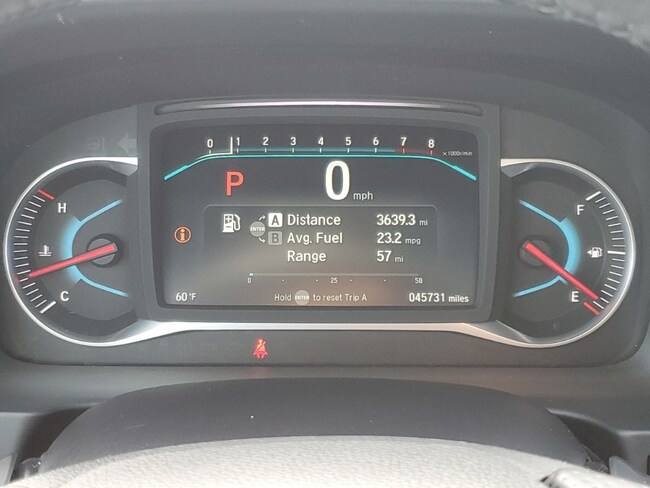 0 1 2 3 4 5 6 7 8
x1000r/min
P 0 mph
H
F
A Distance 3639.3 mi
ENTER
B Avg. Fuel 23.2 mpg
Range 57 mi
i
C
E
0 25 50
60°F Hold ENTER to reset Trip A 045731 miles